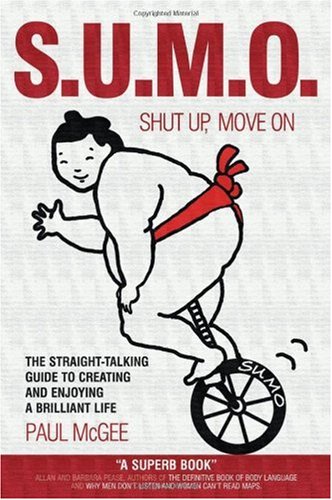 S.U.M.O.
SHUT UP, MOVE ON
SUMO
THE STRAIGHT-TALKING
GUIDE TO CREATING
AND ENJOYING
A BRILLIANT LIFE
PAUL McGEE
"A SUPERB BOOK"
ALLAN AND BARBARA PEASE, AUTHORS OF THE DEFINITIVE BOOK OF BODY LANGUAGE
AND WHY MEN DON'T LISTEN AND WOMEN CAN'T READ MAPS.